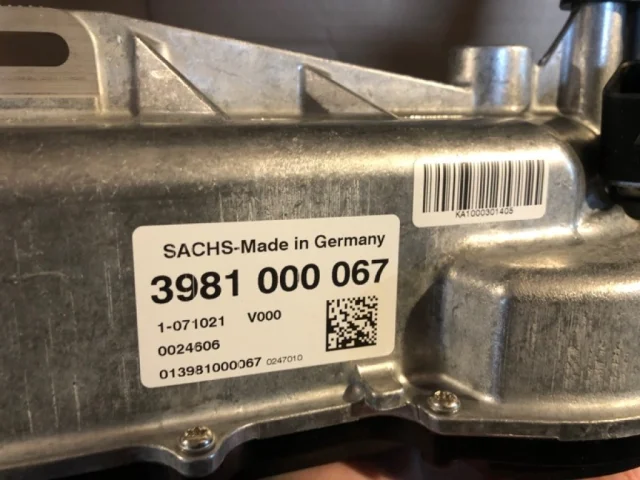 KA1000301405
SACHS-Made in Germany
3981 000 067
1-071021 V000
0024606
013981000067 0247010